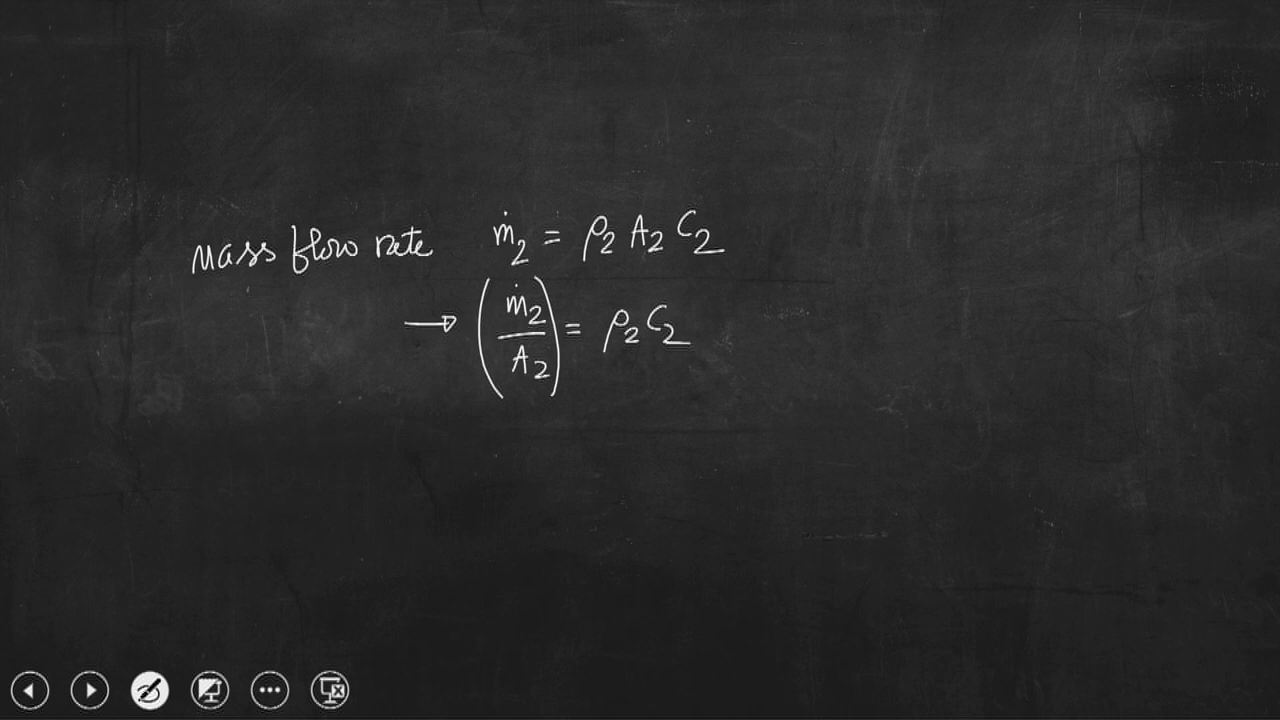 mass flow rate ṁ₂ = ρ₂ A₂ C₂
→ (ṁ₂ / A₂) = ρ₂ C₂